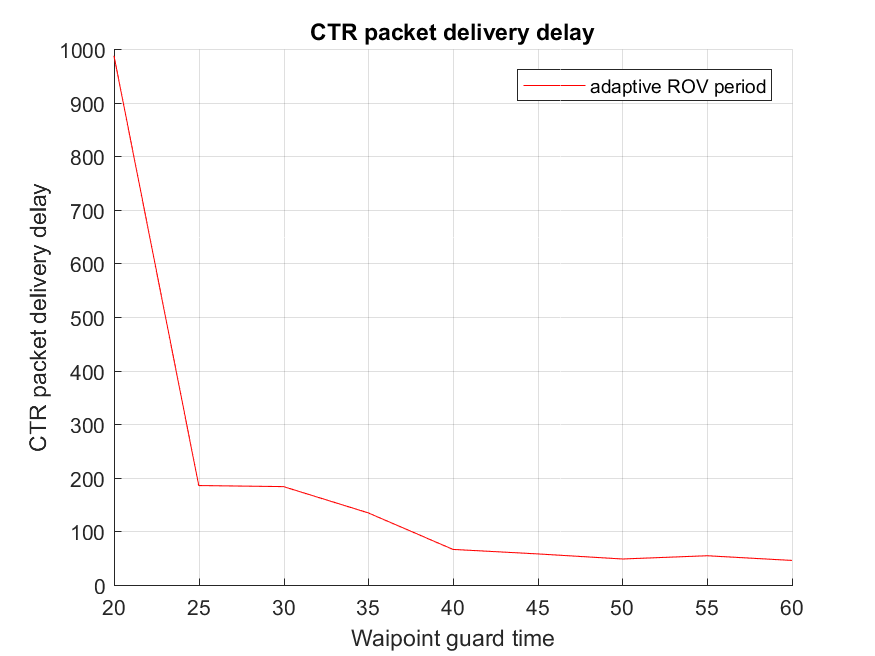 CTR packet delivery delay
adaptive ROV period
CTR packet delivery delay
1000
900
800
700
600
500
400
300
200
100
0
20 25 30 35 40 45 50 55 60
Waipoint guard time